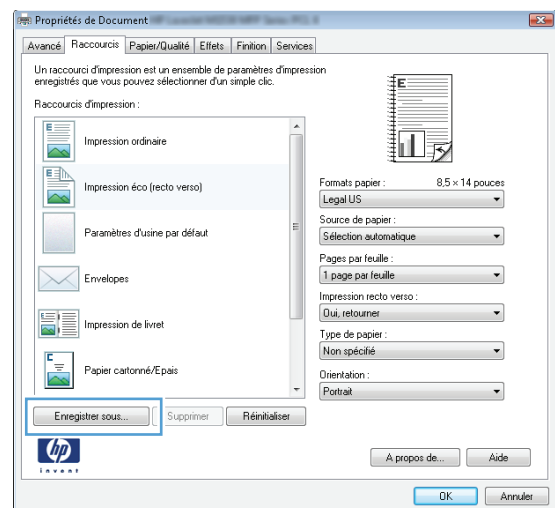 Propriétés de Document
Avancé Raccourcis Papier/Qualité Effets Finition Services
Un raccourci d'impression est un ensemble de paramètres d'impression
enregistrés que vous pouvez sélectionner d'un simple clic.
Raccourcis d'impression :
Impression ordinaire
Impression éco (recto verso)
Paramètres d'usine par défaut
Envelopes
Impression de livret
Papier cartonné/Epais
Enregistrer sous... Supprimer Réinitialiser
Formats papier : 8,5 × 14 pouces
Legal US
Source de papier :
Sélection automatique
Pages par feuille :
1 page par feuille
Impression recto verso :
Oui, retourner
Type de papier :
Non spécifié
Orientation :
Portrait
hp
invent
A propos de... Aide
OK Annuler